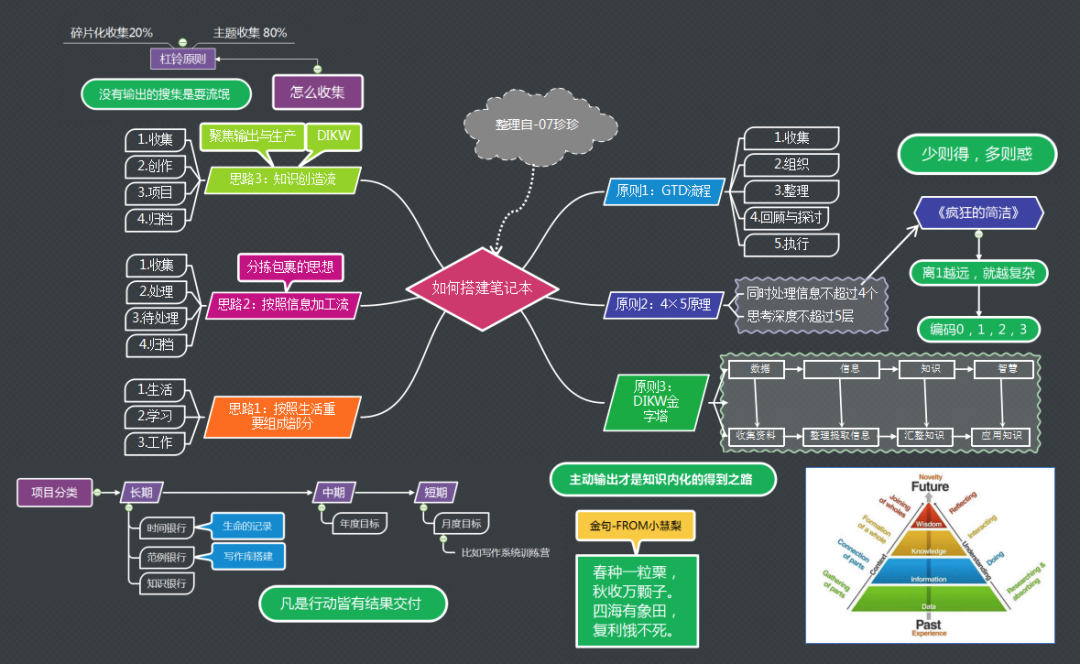 碎片化收集20%
主题收集 80%
杠铃原则
没有输出的搜集是耍流氓
怎么收集
聚焦输出与生产
DIKW
1.收集
2.创作
3.项目
4.归档
思路3：知识创造流
分拣包裹的思想
1.收集
2.处理
3.待处理
4.归档
思路2：按照信息加工流
1.生活
2.学习
3.工作
思路1：按照生活重
要组成部分
整理自-07珍珍
如何搭建笔记本
原则1：GTD流程
1.收集
2.组织
3.整理
4.回顾与探讨
5.执行
少则得，多则惑
《疯狂的简洁》
离1越远，就越复杂
编码0，1，2，3
原则2：4×5原理
同时处理信息不超过4个
思考深度不超过5层
原则3：
DIKW金
字塔
数据
信息
知识
智慧
收集资料
整理提取信息
汇整知识
应用知识
项目分类
长期
中期
短期
时间银行
生命的记录
范例银行
写作库搭建
知识银行
年度目标
月度目标
比如写作系统训练营
凡是行动皆有结果交付
主动输出才是知识内化的得到之路
金句-FROM小慧梨
春种一粒粟，
秋收万颗子。
四海有象田，
复利饿不死。
Novelty
Future
Joining
of wholes
Formation
of a whole
Connection
of parts
Gathering
of parts
Context
Wisdom
Knowledge
Information
Data
Understanding
Reflecting
Interacting
Doing
Researching &
absorbing
Past
Experience